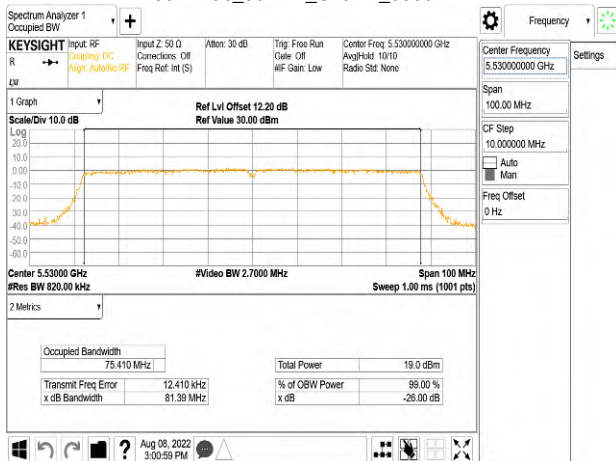 Spectrum Analyzer 1
Occupied BW
Frequency
KEYSIGHT
R
Input: RF
Coupling: DC
Align: Auto/No RF
Input Z: 50 Ω
Corrections: Off
Freq Ref: Int (S)
Atten: 30 dB
Trig: Free Run
Gate: Off
#IF Gain: Low
Center Freq: 5.530000000 GHz
Avg|Hold: 10/10
Radio Std: None
Center Frequency
5.530000000 GHz
Settings
Span
100.00 MHz
CF Step
10.000000 MHz
Auto
Man
Freq Offset
0 Hz
1 Graph
Scale/Div 10.0 dB
Ref Lvl Offset 12.20 dB
Ref Value 30.00 dBm
Log
20.0
10.0
0.00
-10.0
-20.0
-30.0
-40.0
-50.0
-60.0
Center 5.53000 GHz
#Res BW 820.00 kHz
#Video BW 2.7000 MHz
Span 100 MHz
Sweep 1.00 ms (1001 pts)
2 Metrics
Occupied Bandwidth
75.410 MHz
Total Power 19.0 dBm
Transmit Freq Error 12.410 kHz
% of OBW Power 99.00 %
x dB Bandwidth 81.39 MHz
x dB -26.00 dB
?
Aug 08, 2022
3:00:59 PM